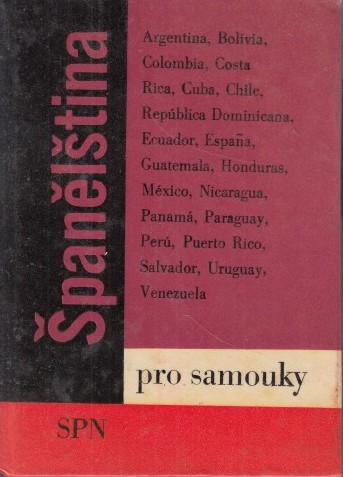 Španělština
Argentina, Bolivia,
Colombia, Costa
Rica, Cuba, Chile,
República Dominicana,
Ecuador, España,
Guatemala, Honduras,
México, Nicaragua,
Panamá, Paraguay,
Perú, Puerto Rico,
Salvador, Uruguay,
Venezuela
pro samouky
SPN